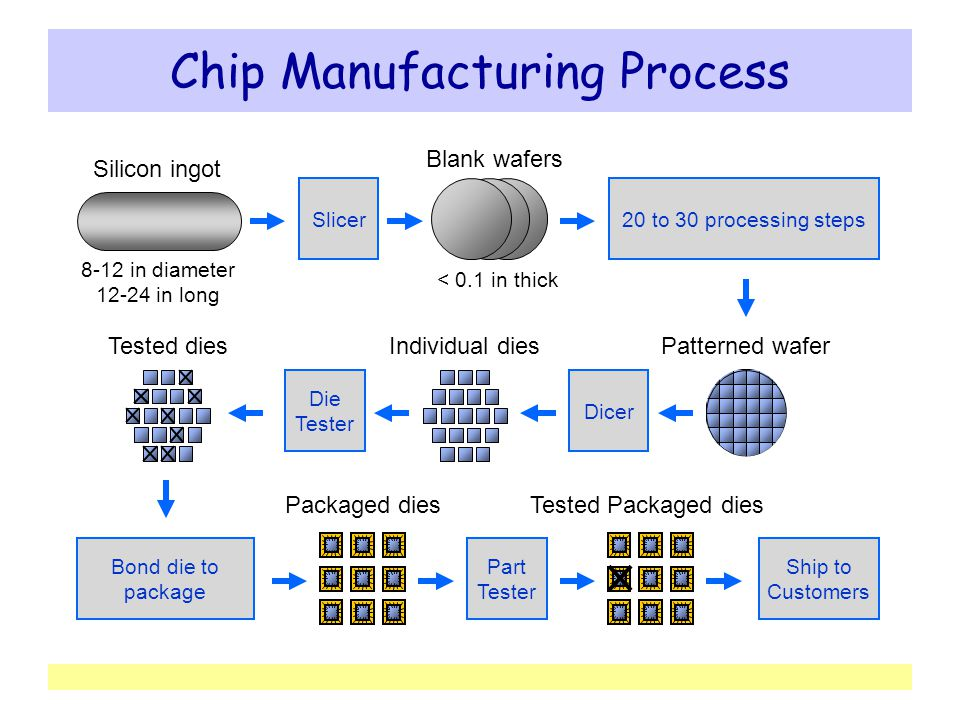 Chip Manufacturing Process
Silicon ingot
Blank wafers
Slicer
20 to 30 processing steps
8-12 in diameter
12-24 in long
< 0.1 in thick
Tested dies
Individual dies
Patterned wafer
Die
Tester
Dicer
Packaged dies
Tested Packaged dies
Bond die to
package
Part
Tester
Ship to
Customers